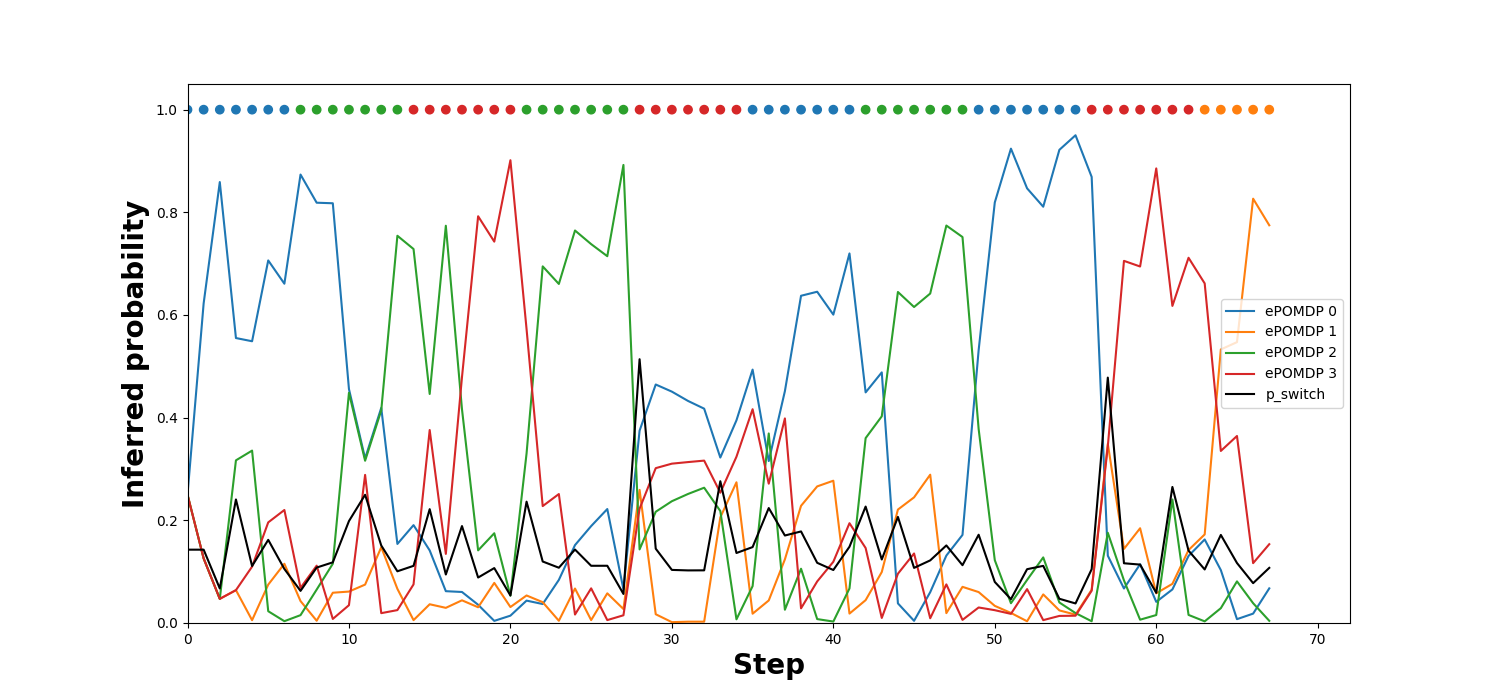 1.0
0.8
0.6
0.4
0.2
0.0
Inferred probability
ePOMDP 0
ePOMDP 1
ePOMDP 2
ePOMDP 3
p_switch
0 10 20 30 40 50 60 70
Step